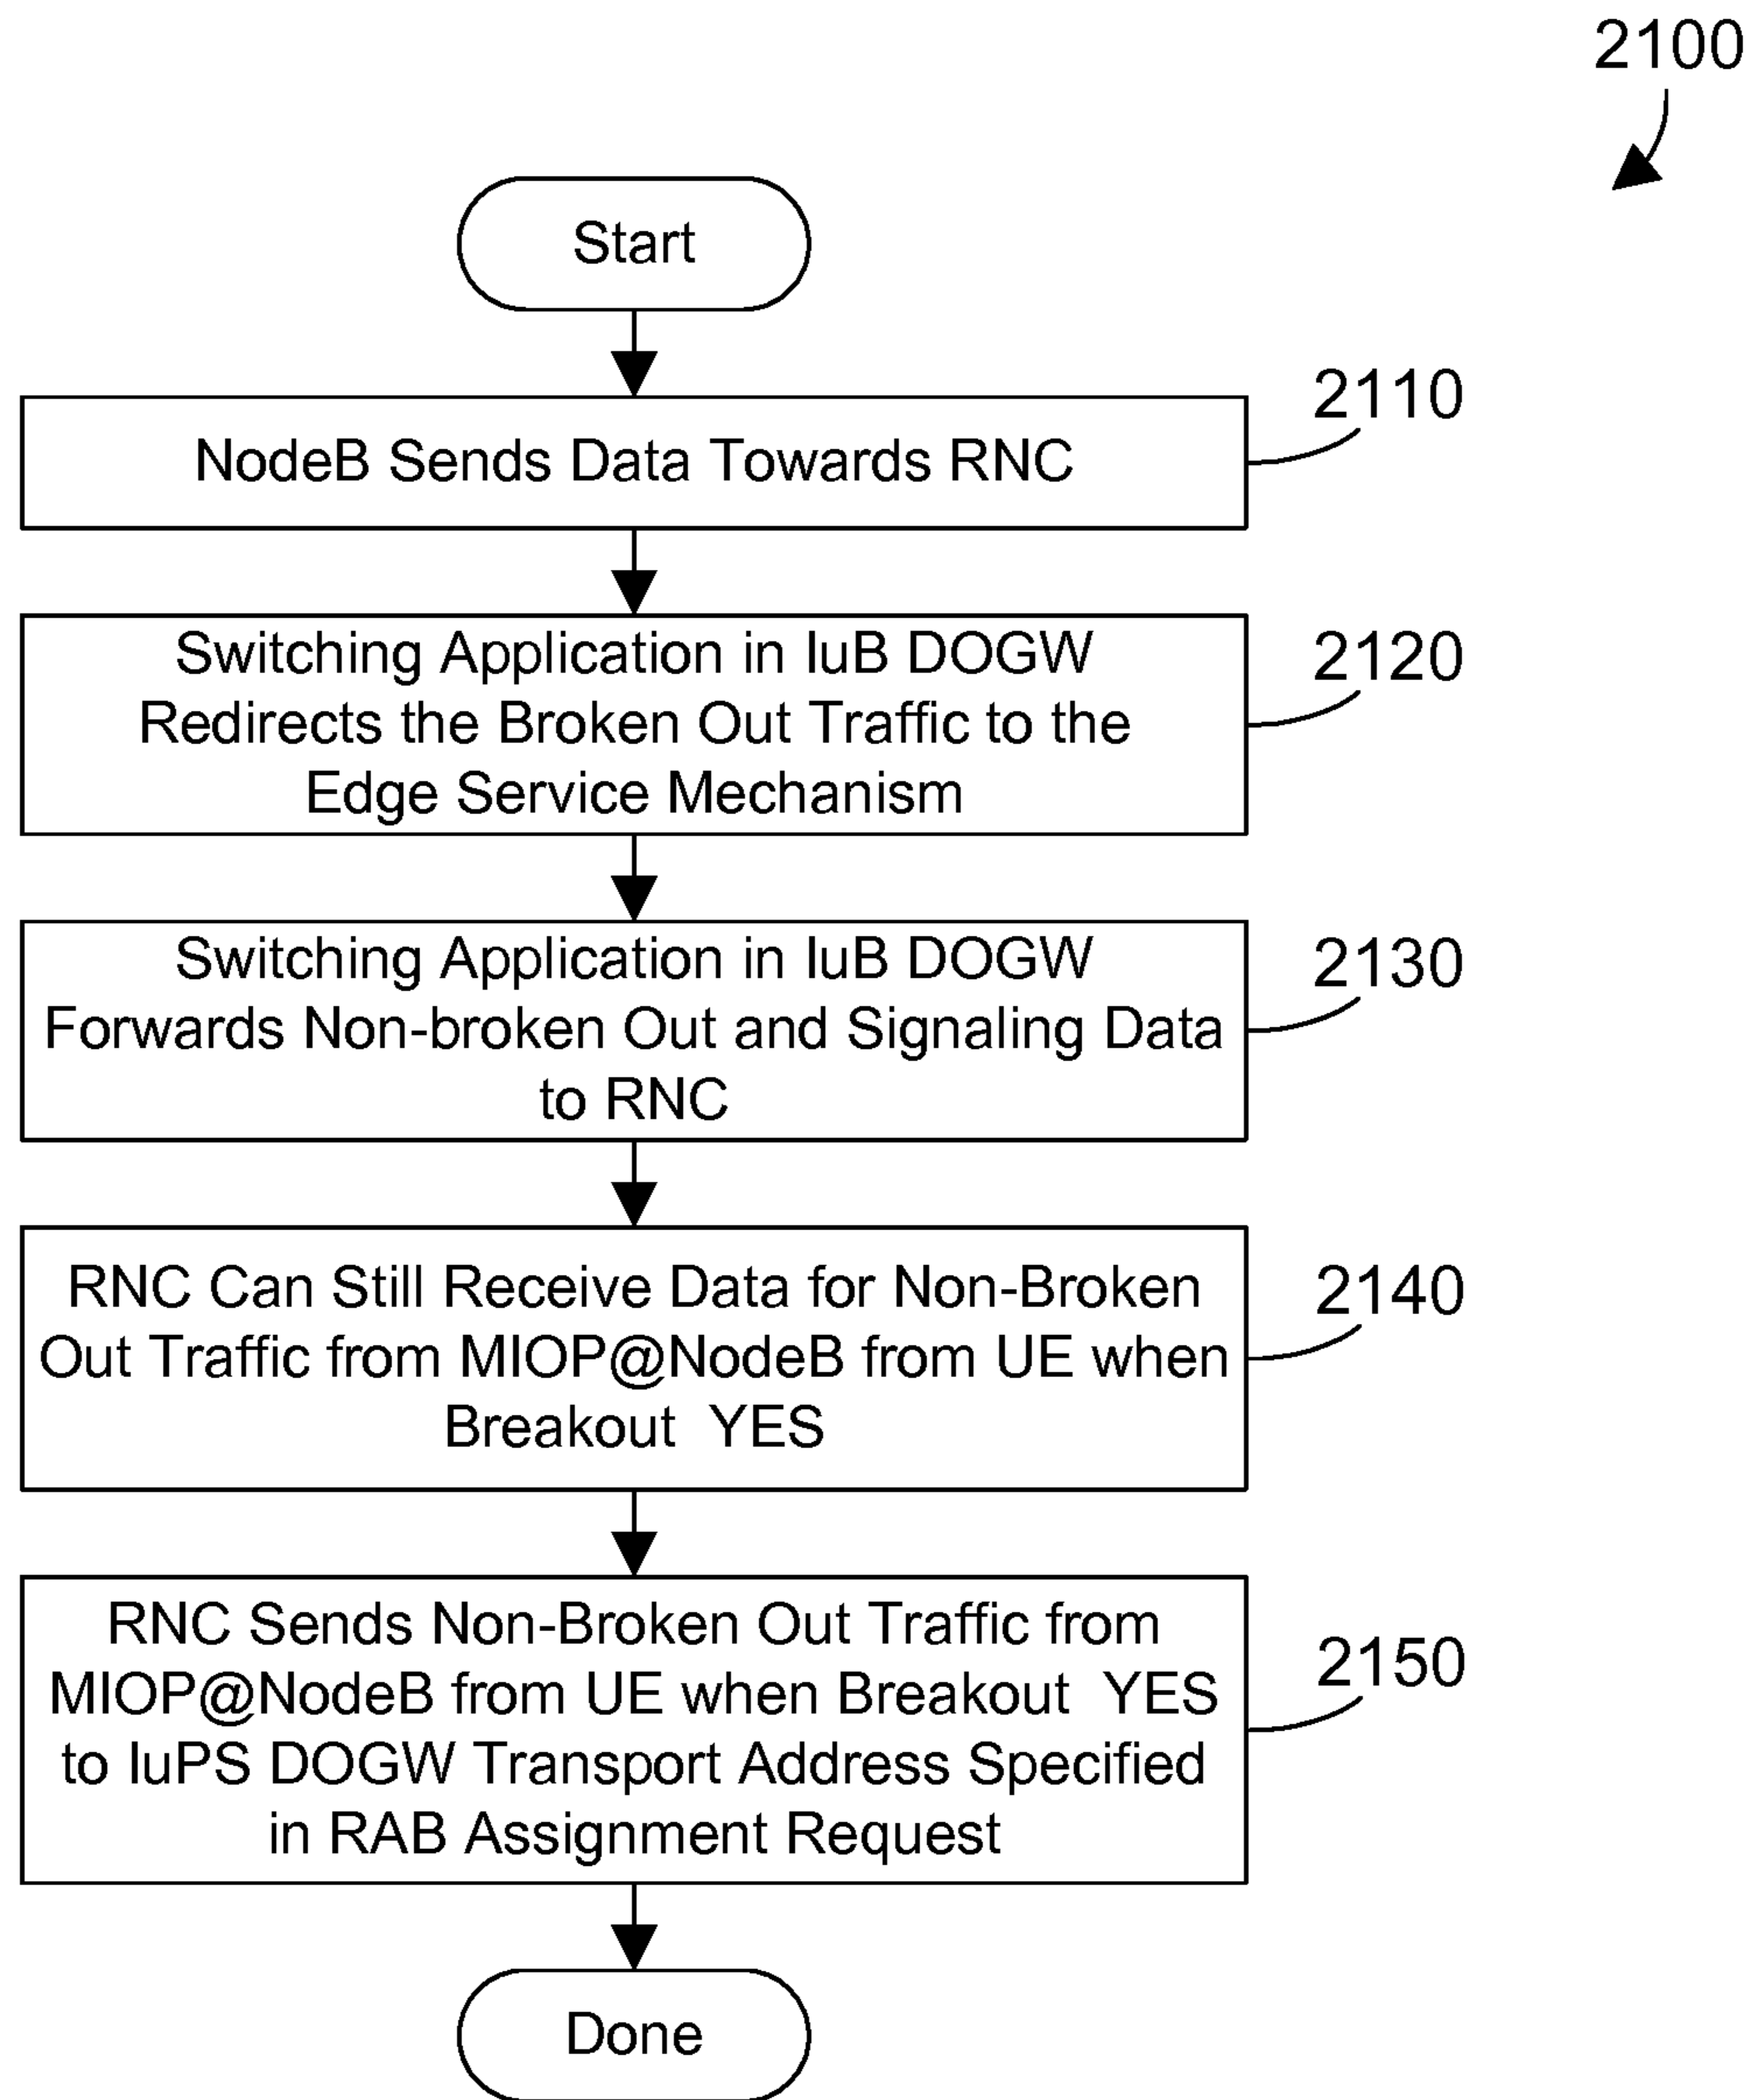 2100
Start
NodeB Sends Data Towards RNC
2110
Switching Application in IuB DOGW
Redirects the Broken Out Traffic to the
Edge Service Mechanism
2120
Switching Application in IuB DOGW
Forwards Non-broken Out and Signaling Data
to RNC
2130
RNC Can Still Receive Data for Non-Broken
Out Traffic from MIOP@NodeB from UE when
Breakout YES
2140
RNC Sends Non-Broken Out Traffic from
MIOP@NodeB from UE when Breakout YES
to IuPS DOGW Transport Address Specified
in RAB Assignment Request
2150
Done